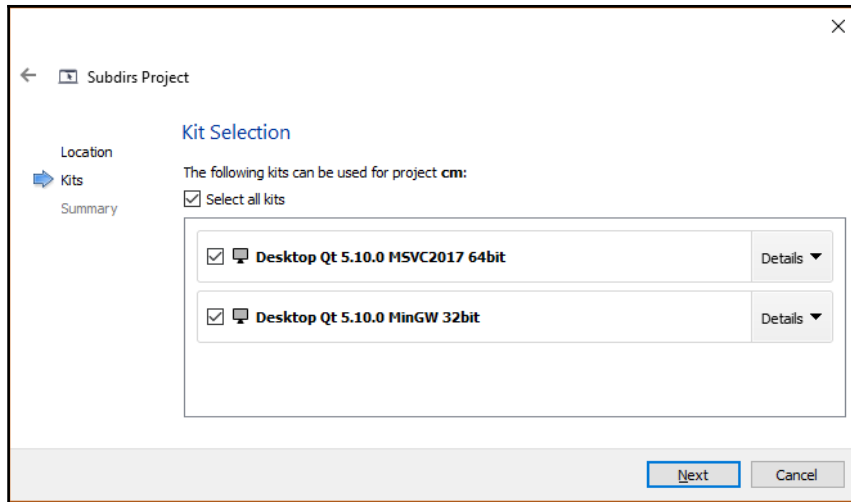 Subdirs Project
Location
Kits
Summary
Kit Selection
The following kits can be used for project cm:
Select all kits
Desktop Qt 5.10.0 MSVC2017 64bit
Details
Desktop Qt 5.10.0 MinGW 32bit
Details
Next
Cancel